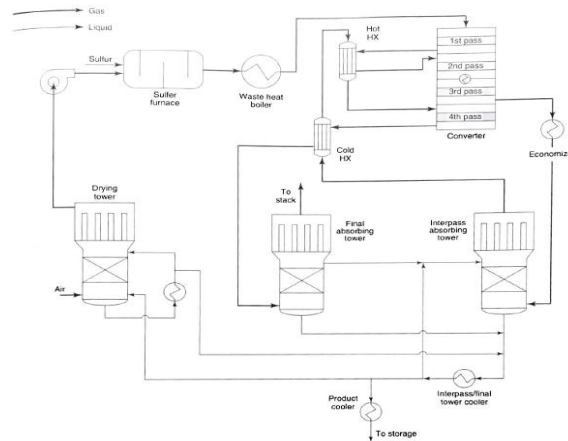 Gas
Liquid
Sulfur
Sulfer
furnace
Waste heat
boiler
Hot
HX
1st pass
2nd pass
3rd pass
4th pass
Converter
Economiz
Cold
HX
Drying
tower
Air
To
stack
Final
absorbing
tower
Interpass
absorbing
tower
Interpass/final
tower cooler
Product
cooler
To storage